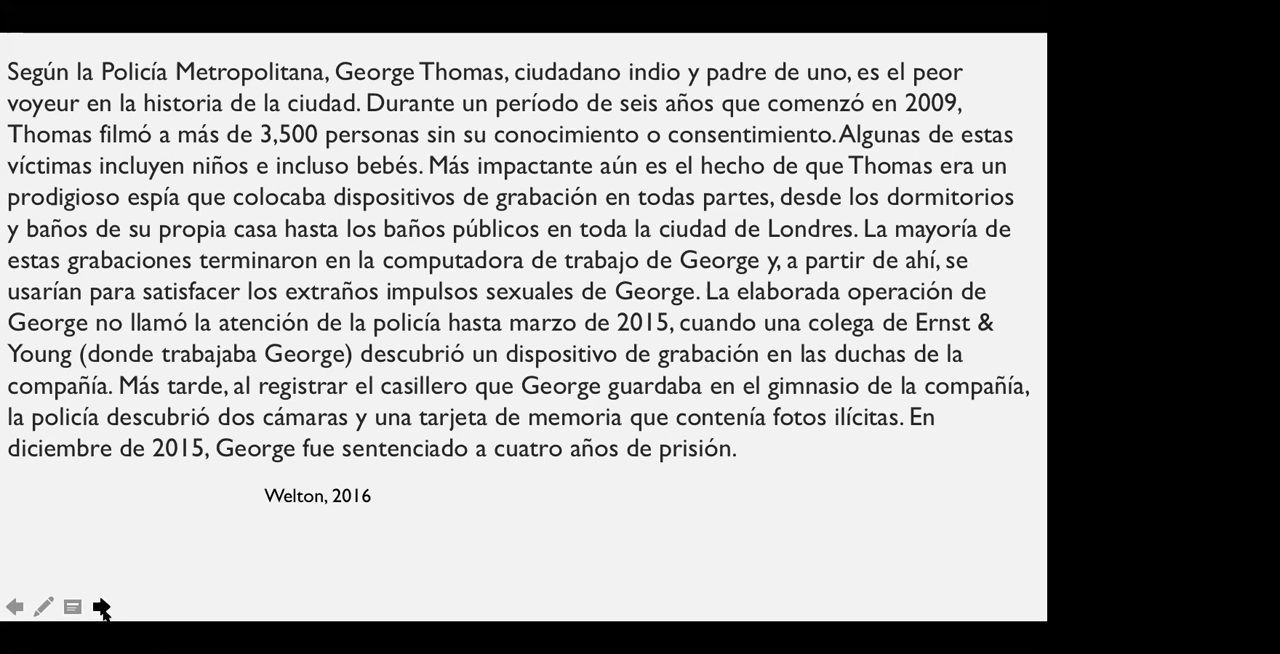 Según la Policía Metropolitana, George Thomas, ciudadano indio y padre de uno, es el peor
voyeur en la historia de la ciudad. Durante un período de seis años que comenzó en 2009,
Thomas filmó a más de 3,500 personas sin su conocimiento o consentimiento. Algunas de estas
víctimas incluyen niños e incluso bebés. Más impactante aún es el hecho de que Thomas era un
prodigioso espía que colocaba dispositivos de grabación en todas partes, desde los dormitorios
y baños de su propia casa hasta los baños públicos en toda la ciudad de Londres. La mayoría de
estas grabaciones terminaron en la computadora de trabajo de George y, a partir de ahí, se
usarían para satisfacer los extraños impulsos sexuales de George. La elaborada operación de
George no llamó la atención de la policía hasta marzo de 2015, cuando una colega de Ernst &
Young (donde trabajaba George) descubrió un dispositivo de grabación en las duchas de la
compañía. Más tarde, al registrar el casillero que George guardaba en el gimnasio de la compañía,
la policía descubrió dos cámaras y una tarjeta de memoria que contenía fotos ilícitas. En
diciembre de 2015, George fue sentenciado a cuatro años de prisión.
Welton, 2016